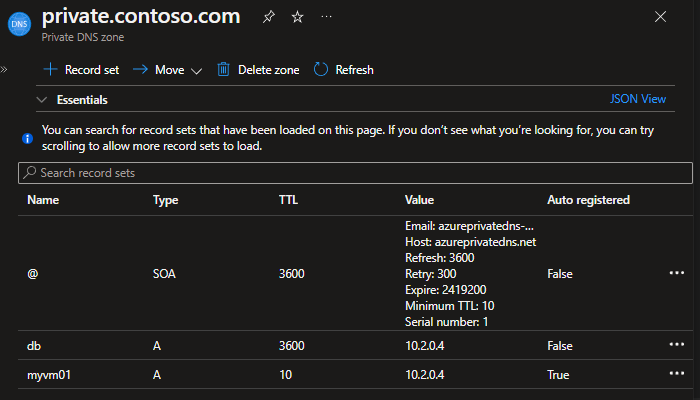 private.contoso.com
DNS
Private DNS zone
Record set Move Delete zone Refresh
Essentials JSON View
You can search for record sets that have been loaded on this page. If you don't see what you're looking for, you can try
scrolling to allow more record sets to load.
Search record sets
Name Type TTL Value Auto registered
Email: azureprivatedns-...
Host: azureprivatedns.net
Refresh: 3600
@ SOA 3600 Retry: 300 False
Expire: 2419200
Minimum TTL: 10
Serial number: 1
db A 3600 10.2.0.4 False
myvm01 A 10 10.2.0.4 True